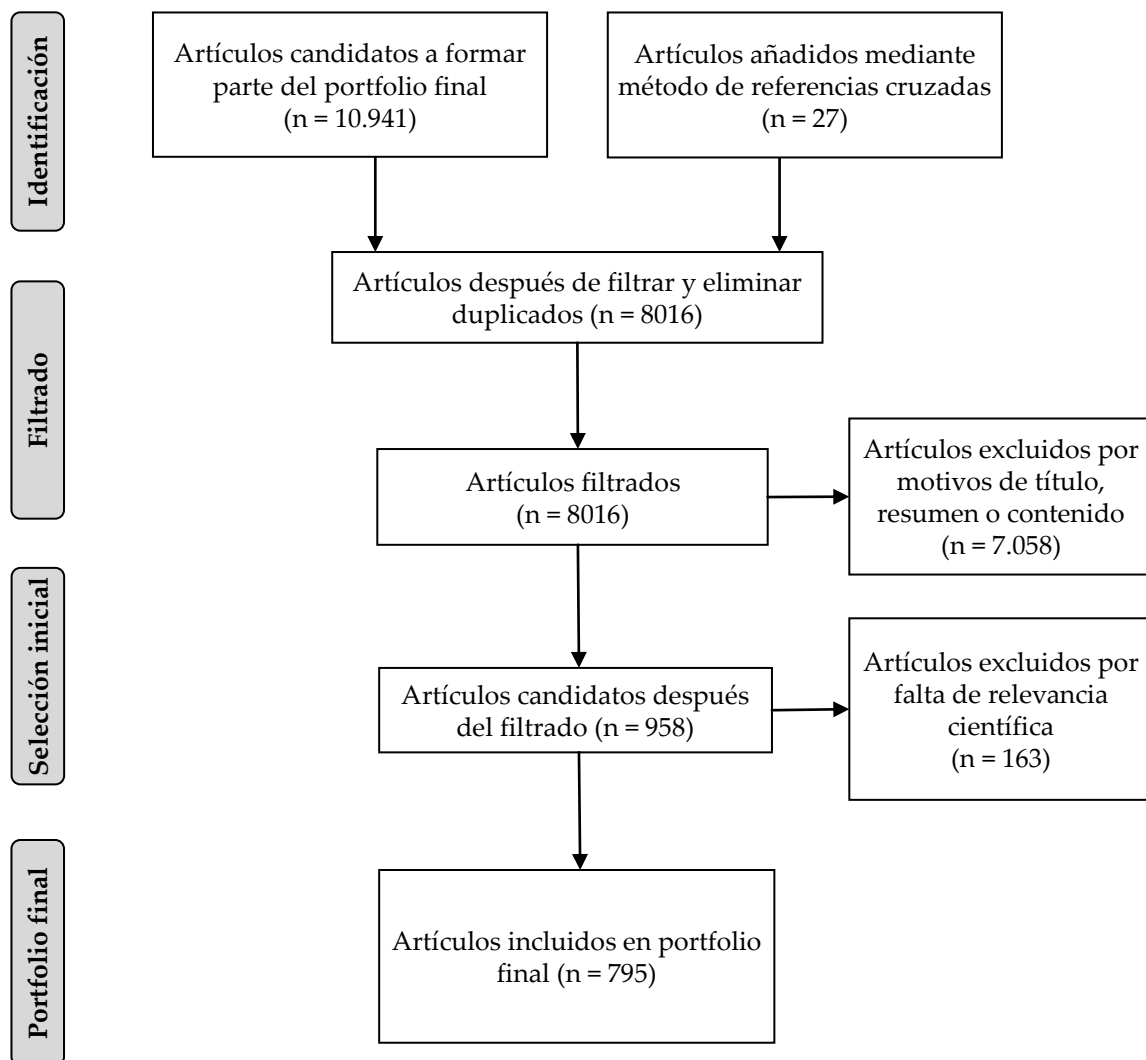 Identificación
Artículos candidatos a formar
parte del portfolio final
(n = 10.941)
Artículos añadidos mediante
método de referencias cruzadas
(n = 27)
Filtrado
Artículos después de filtrar y eliminar
duplicados (n = 8016)
Artículos filtrados
(n = 8016)
Artículos excluidos por
motivos de título,
resumen o contenido
(n = 7.058)
Selección inicial
Artículos candidatos después
del filtrado (n = 958)
Artículos excluidos por
falta de relevancia
científica
(n = 163)
Portfolio final
Artículos incluidos en portfolio
final (n = 795)